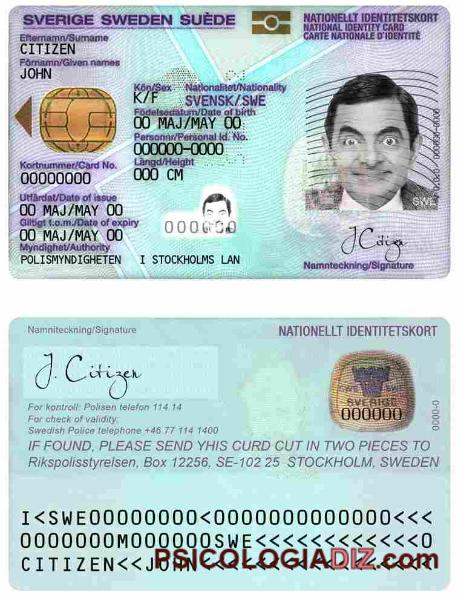 SVERIGE SWEDEN SUÈDE
NATIONELLT IDENTITETSKORT
NATIONAL IDENTITY CARD
CARTE NATIONALE D'IDENTITÉ
Efternamn/Surname
CITIZEN
Förnamn/Given names
JOHN
Kön/Sex Nationalitet/Nationality
K/F SVENSK/SWE
Födelsedatum/Date of birth
00 MAJ/MAY 00
Personnr/Personal Id. No.
000000-0000
Längd/Height
000 CM
Kortnummer/Card No.
00000000
Utfärdat/Date of issue
00 MAJ/MAY 00
Giltigt t.o.m./Date of expiry
00 MAJ/MAY 00
Myndighet/Authority
POLISMYNDIGHETEN I STOCKHOLMS LAN
000000
SWE
J Citizen
Namnteckning/Signature
Namnteckning/Signature
NATIONELLT IDENTITETSKORT
J. Citizen
SVERIGE
000000
0000-0
For kontroll: Polisen telefon 114 14
For check of validity:
Swedish Police telephone +46 77 114 1400
IF FOUND, PLEASE SEND YHIS CURD CUT IN TWO PIECES TO
Rikspolisstyrelsen, Box 12256, SE-102 25 STOCKHOLM, SWEDEN
I<SWE00000000<0000000000000<<<
0000000M000000SWE<<<<<<<<<<<0
CITIZEN<<JOHN<<<<<<<<<<<<<<<<
PSICOLOGIADIZ.com